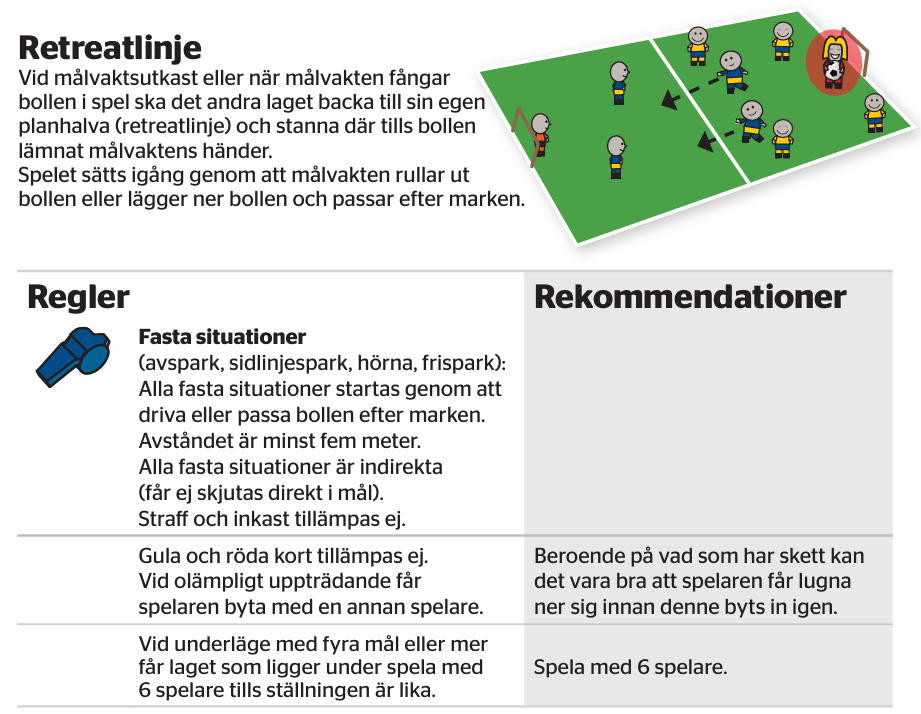 Retreatlinje
Vid målvaktsutkast eller när målvakten fångar
bollen i spel ska det andra laget backa till sin egen
planhalva (retreatlinje) och stanna där tills bollen
lämnat målvaktens händer.
Spelet sätts igång genom att målvakten rullar ut
bollen eller lägger ner bollen och passar efter marken.
Regler
Rekommendationer
Fasta situationer
(avspark, sidlinjespark, hörna, frispark):
Alla fasta situationer startas genom att
driva eller passa bollen efter marken.
Avståndet är minst fem meter.
Alla fasta situationer är indirekta
(får ej skjutas direkt i mål).
Straff och inkast tillämpas ej.
Gula och röda kort tillämpas ej.
Vid olämpligt uppträdande får
spelaren byta med en annan spelare.
Beroende på vad som har skett kan
det vara bra att spelaren får lugna
ner sig innan denne byts in igen.
Vid underläge med fyra mål eller mer
får laget som ligger under spela med
6 spelare tills ställningen är lika.
Spela med 6 spelare.